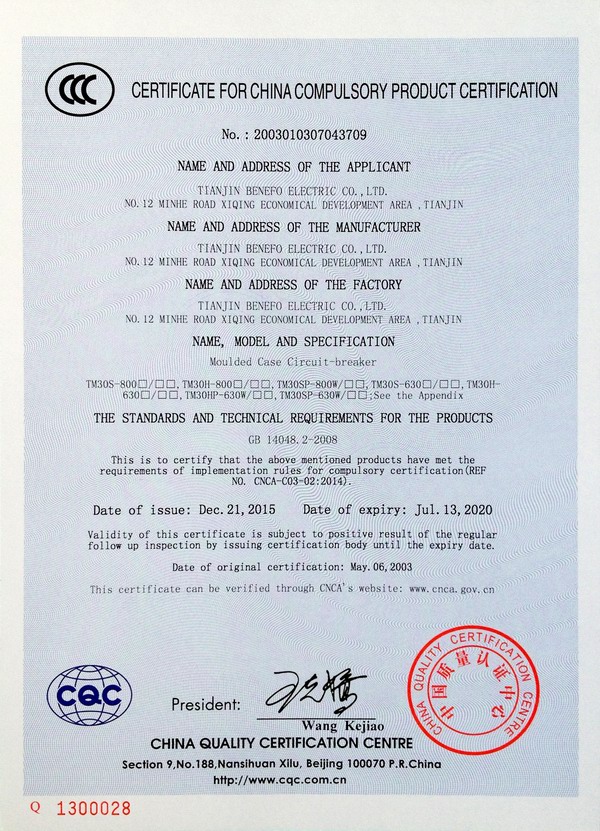 CCC
CERTIFICATE FOR CHINA COMPULSORY PRODUCT CERTIFICATION
No.: 2003010307043709
NAME AND ADDRESS OF THE APPLICANT
TIANJIN BENEFO ELECTRIC CO.,LTD.
NO.12 MINHE ROAD XIQING ECONOMICAL DEVELOPMENT AREA ,TIANJIN
NAME AND ADDRESS OF THE MANUFACTURER
TIANJIN BENEFO ELECTRIC CO.,LTD.
NO.12 MINHE ROAD XIQING ECONOMICAL DEVELOPMENT AREA ,TIANJIN
NAME AND ADDRESS OF THE FACTORY
TIANJIN BENEFO ELECTRIC CO.,LTD.
NO.12 MINHE ROAD XIQING ECONOMICAL DEVELOPMENT AREA ,TIANJIN
NAME, MODEL AND SPECIFICATION
Moulded Case Circuit-breaker
TM30S-800□/□□,TM30H-800□/□□,TM30SP-800W/□□,TM30S-630□/□□,TM30H-
630□/□□,TM30HP-630W/□□,TM30SP-630W/□□;See the Appendix
THE STANDARDS AND TECHNICAL REQUIREMENTS FOR THE PRODUCTS
GB 14048.2-2008
This is to certify that the above mentioned products have met the
requirements of implementation rules for compulsory certification(REF
NO. CNCA-C03-02:2014).
Date of issue: Dec.21,2015 Date of expiry: Jul.13,2020
Validity of this certificate is subject to positive result of the regular
follow up inspection by issuing certification body until the expiry date.
Date of original certification: May.06,2003
This certificate can be verified through CNCA's website: www.cnca.gov.cn
CHINA QUALITY CERTIFICATION CENTRE
中国质量认证中心
CQC
President:
Wang Kejiao
CHINA QUALITY CERTIFICATION CENTRE
Section 9,No.188,Nansihuan Xilu, Beijing 100070 P.R.China
http://www.cqc.com.cn
Q 1300028